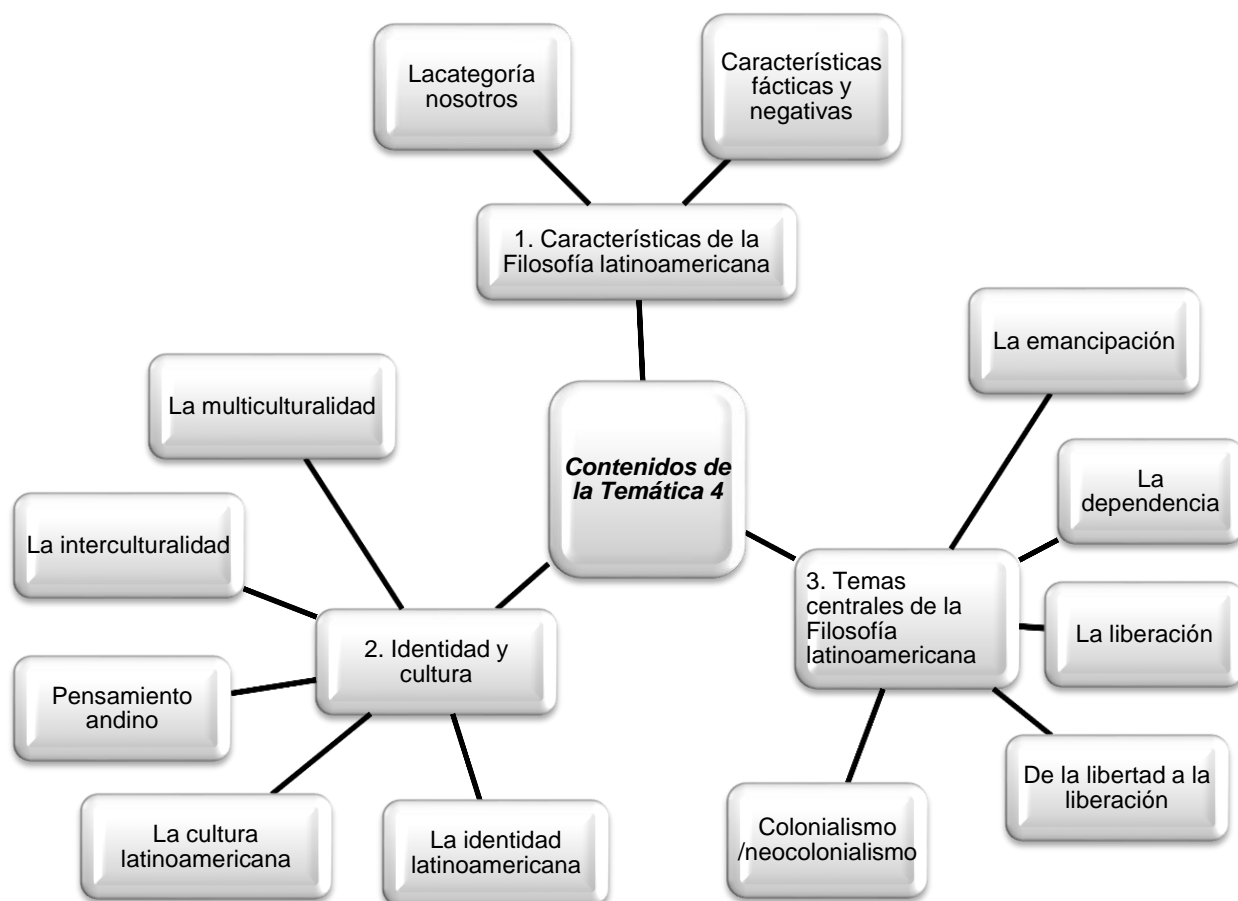 Lacategoría
nosotros
Características
fácticas y
negativas
1. Características de la
Filosofía latinoamericana
La emancipación
La multiculturalidad
Contenidos de
la Temática 4
La
dependencia
La interculturalidad
3. Temas
centrales de la
Filosofía
latinoamericana
La liberación
2. Identidad y
cultura
Pensamiento
andino
De la libertad a la
liberación
La cultura
latinoamericana
La identidad
latinoamericana
Colonialismo
/neocolonialismo